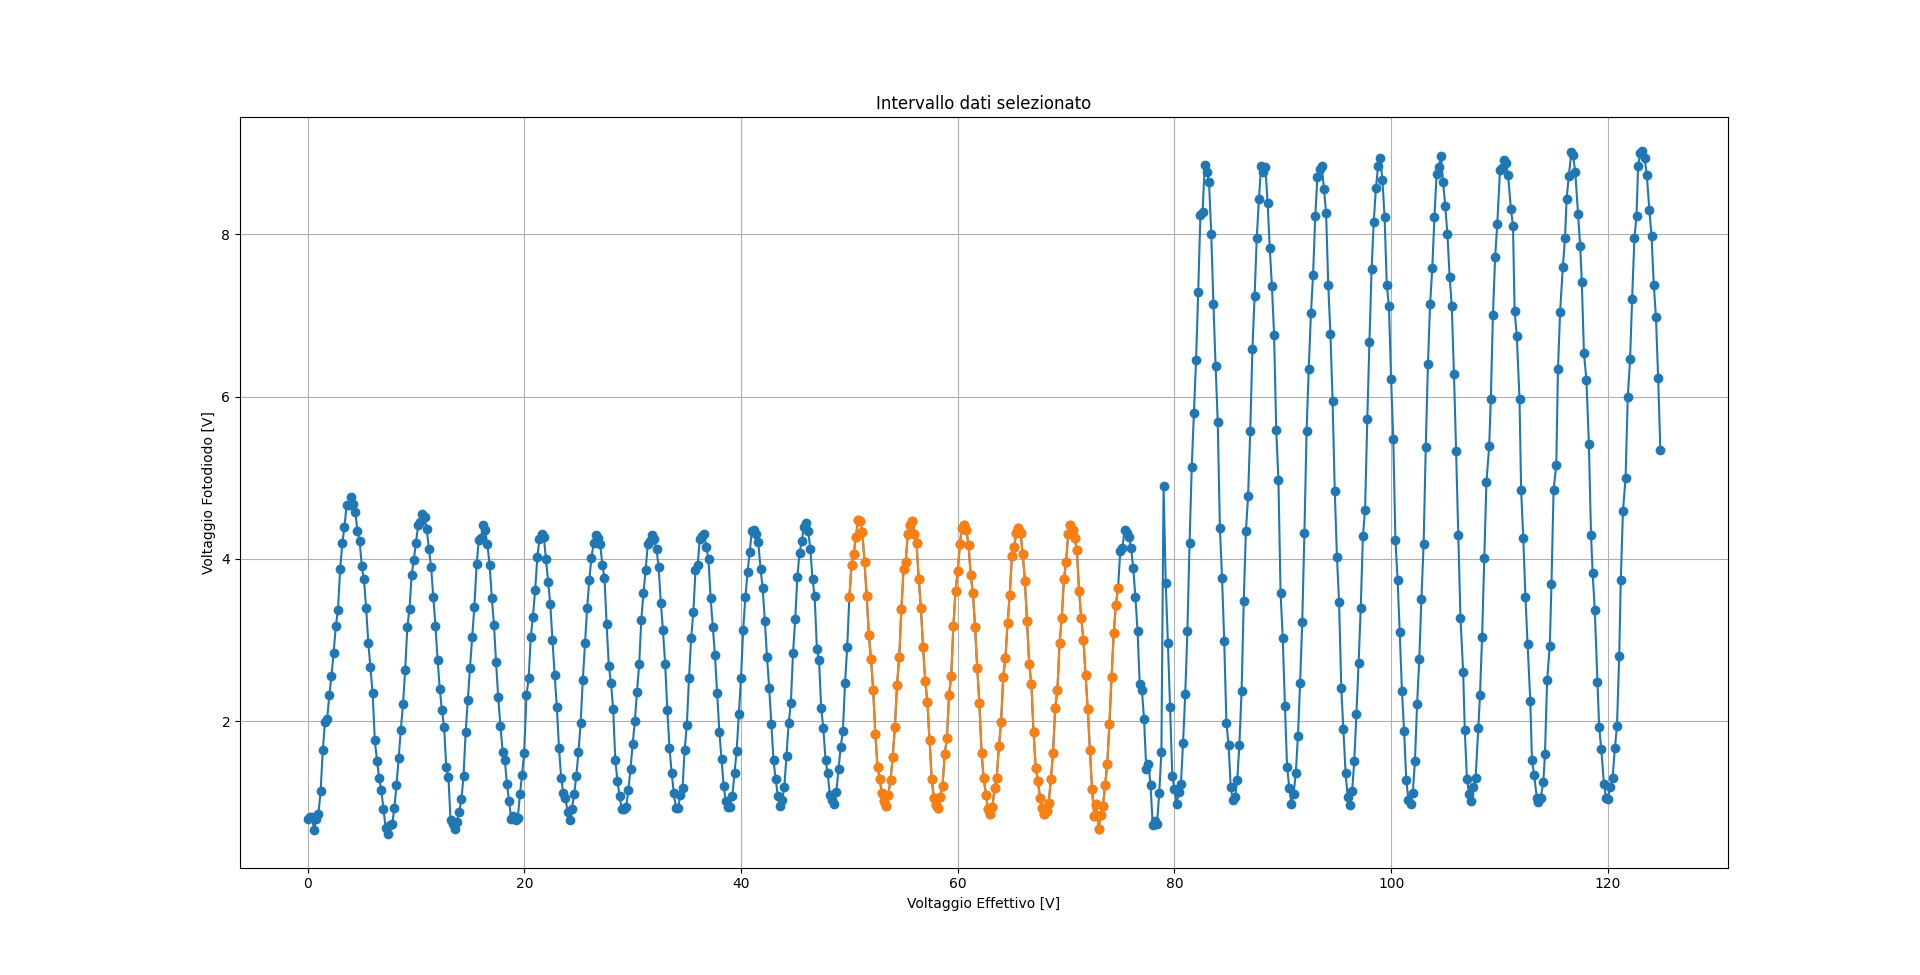 Intervallo dati selezionato
Voltaggio Fotodiodo [V]
8
6
4
2
0 20 40 60 80 100 120
Voltaggio Effettivo [V]